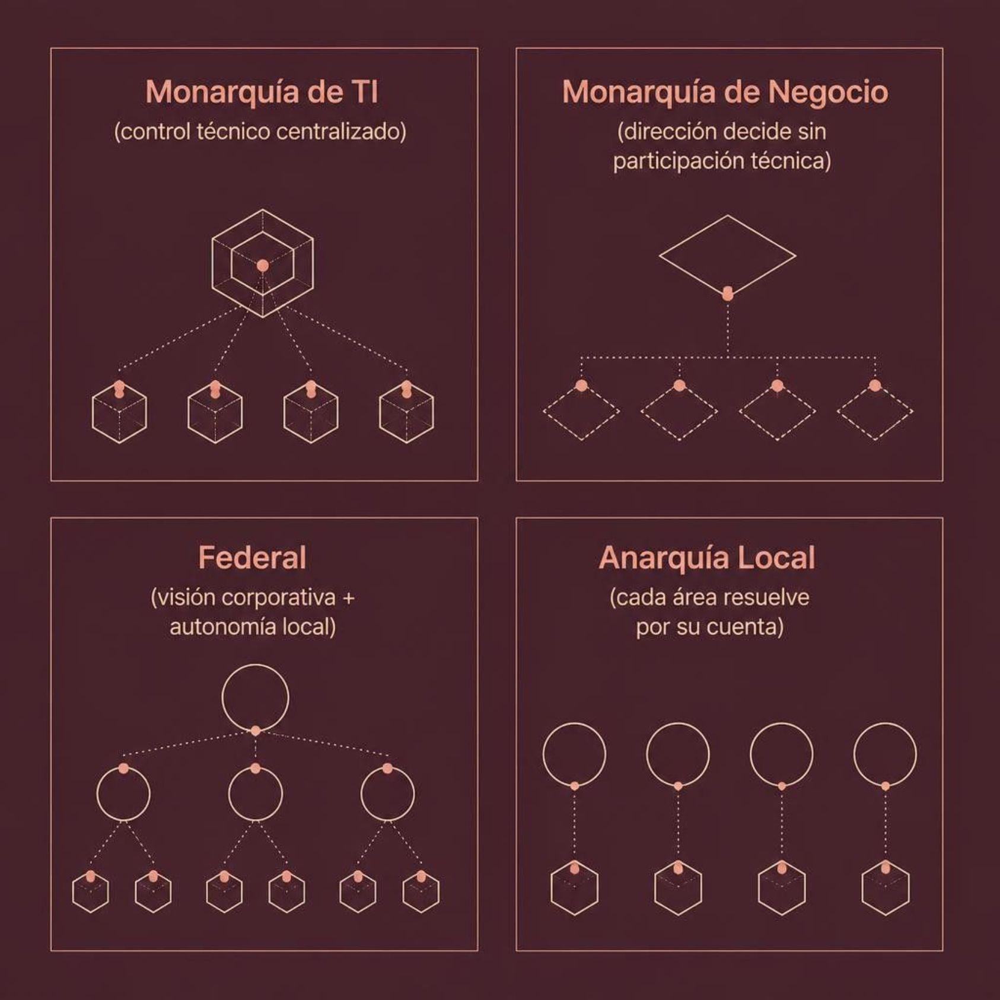 Monarquía de TI
(control técnico centralizado)
Monarquía de Negocio
(dirección decide sin
participación técnica)
Federal
(visión corporativa +
autonomía local)
Anarquía Local
(cada área resuelve
por su cuenta)